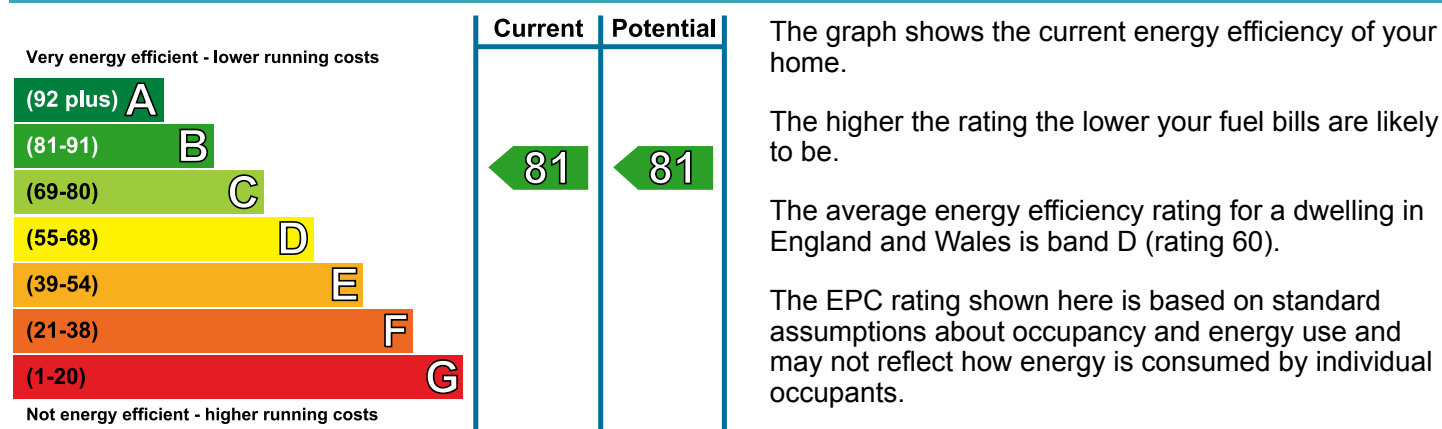 Current Potential
Very energy efficient - lower running costs
(92 plus) A
(81-91) B
(69-80) C
(55-68) D
(39-54) E
(21-38) F
(1-20) G
Not energy efficient - higher running costs
81 81
The graph shows the current energy efficiency of your
home.
The higher the rating the lower your fuel bills are likely
to be.
The average energy efficiency rating for a dwelling in
England and Wales is band D (rating 60).
The EPC rating shown here is based on standard
assumptions about occupancy and energy use and
may not reflect how energy is consumed by individual
occupants.